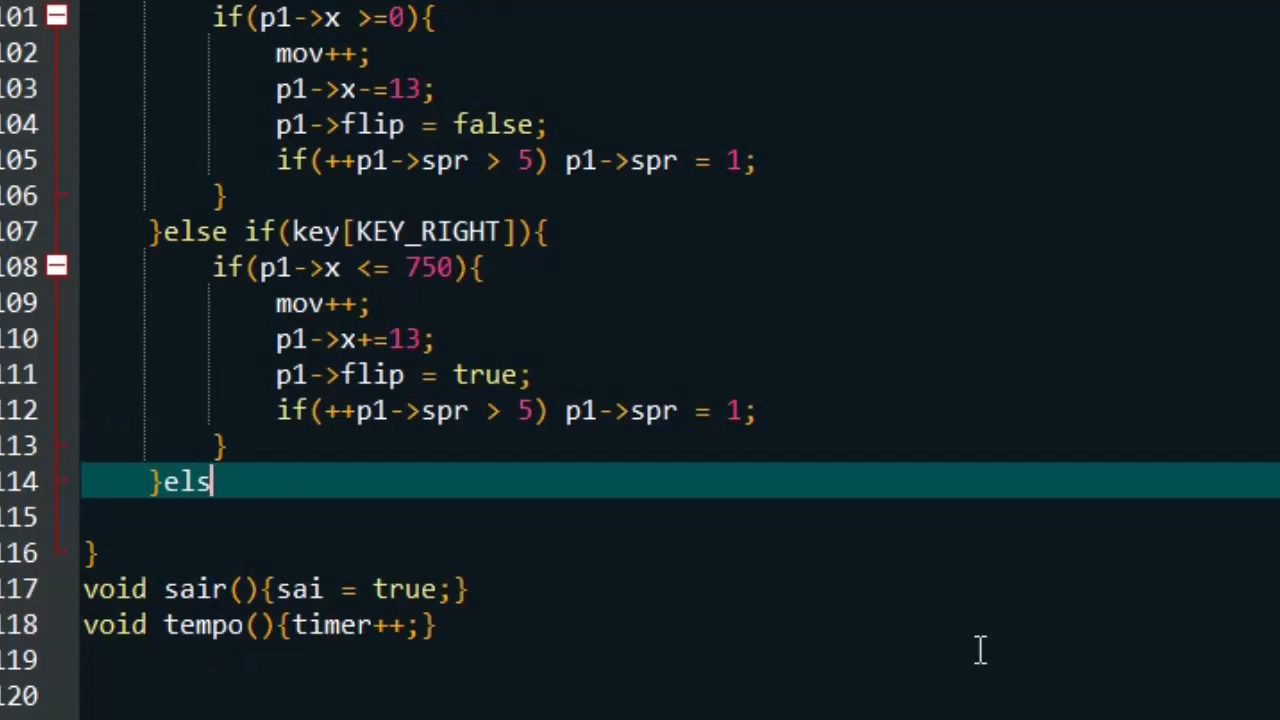 101 if(p1->x >=0){
102 mov++;
103 p1->x-=13;
104 p1->flip = false;
105 if(++p1->spr > 5) p1->spr = 1;
106 }
107 }else if(key[KEY_RIGHT]){
108 if(p1->x <= 750){
109 mov++;
110 p1->x+=13;
111 p1->flip = true;
112 if(++p1->spr > 5) p1->spr = 1;
113 }
114 }els
115
116 }
117 void sair(){sai = true;}
118 void tempo(){timer++;}
119
120